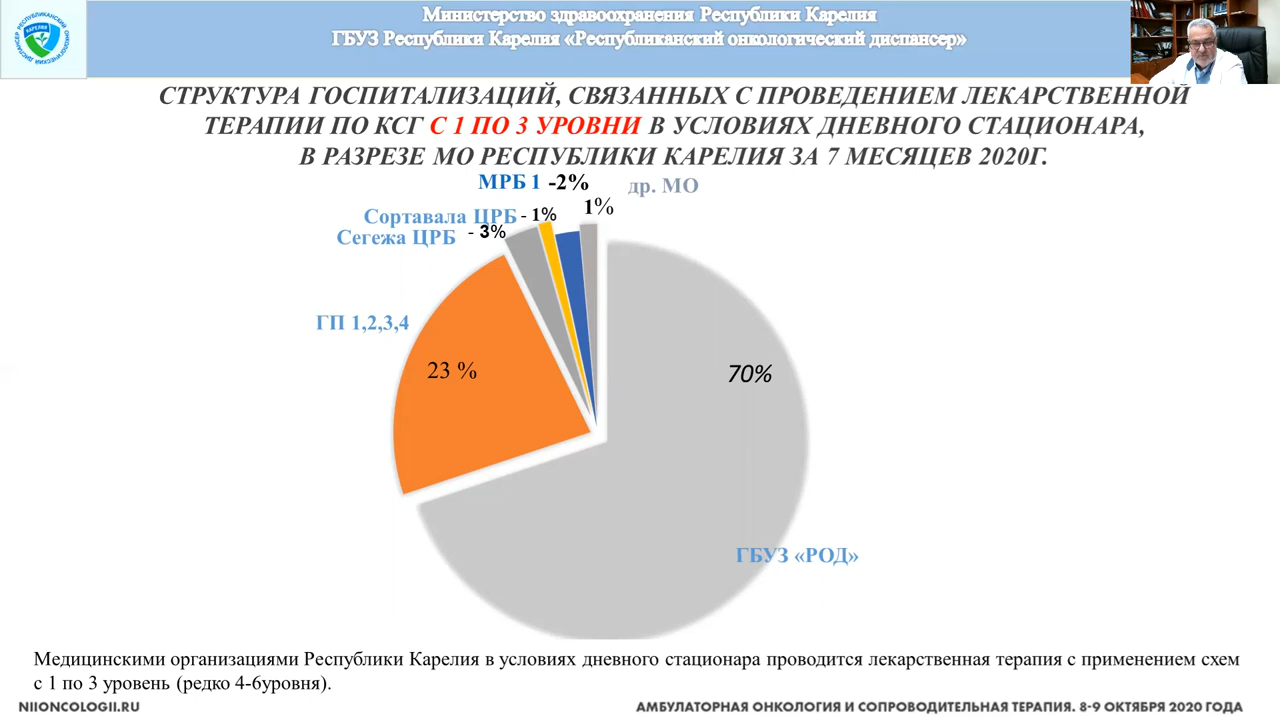 РЕСПУБЛИКАНСКИЙ ОНКОЛОГИЧЕСКИЙ ДИСПАНСЕР
КАРЕЛИЯ
Министерство здравоохранения Республики Карелия
ГБУЗ Республики Карелия «Республиканский онкологический диспансер»
СТРУКТУРА ГОСПИТАЛИЗАЦИЙ, СВЯЗАННЫХ С ПРОВЕДЕНИЕМ ЛЕКАРСТВЕННОЙ
ТЕРАПИИ ПО КСГ С 1 ПО 3 УРОВНИ В УСЛОВИЯХ ДНЕВНОГО СТАЦИОНАРА,
В РАЗРЕЗЕ МО РЕСПУБЛИКИ КАРЕЛИЯ ЗА 7 МЕСЯЦЕВ 2020Г.
МРБ 1 -2%
др. МО
1%
Сортавала ЦРБ - 1%
Сегежа ЦРБ - 3%
ГП 1,2,3,4
23 %
70%
ГБУЗ «РОД»
Медицинскими организациями Республики Карелия в условиях дневного стационара проводится лекарственная терапия с применением схем
с 1 по 3 уровень (редко 4-6уровня).
NIIONCOLOGII.RU
АМБУЛАТОРНАЯ ОНКОЛОГИЯ И СОПРОВОДИТЕЛЬНАЯ ТЕРАПИЯ. 8-9 ОКТЯБРЯ 2020 ГОДА